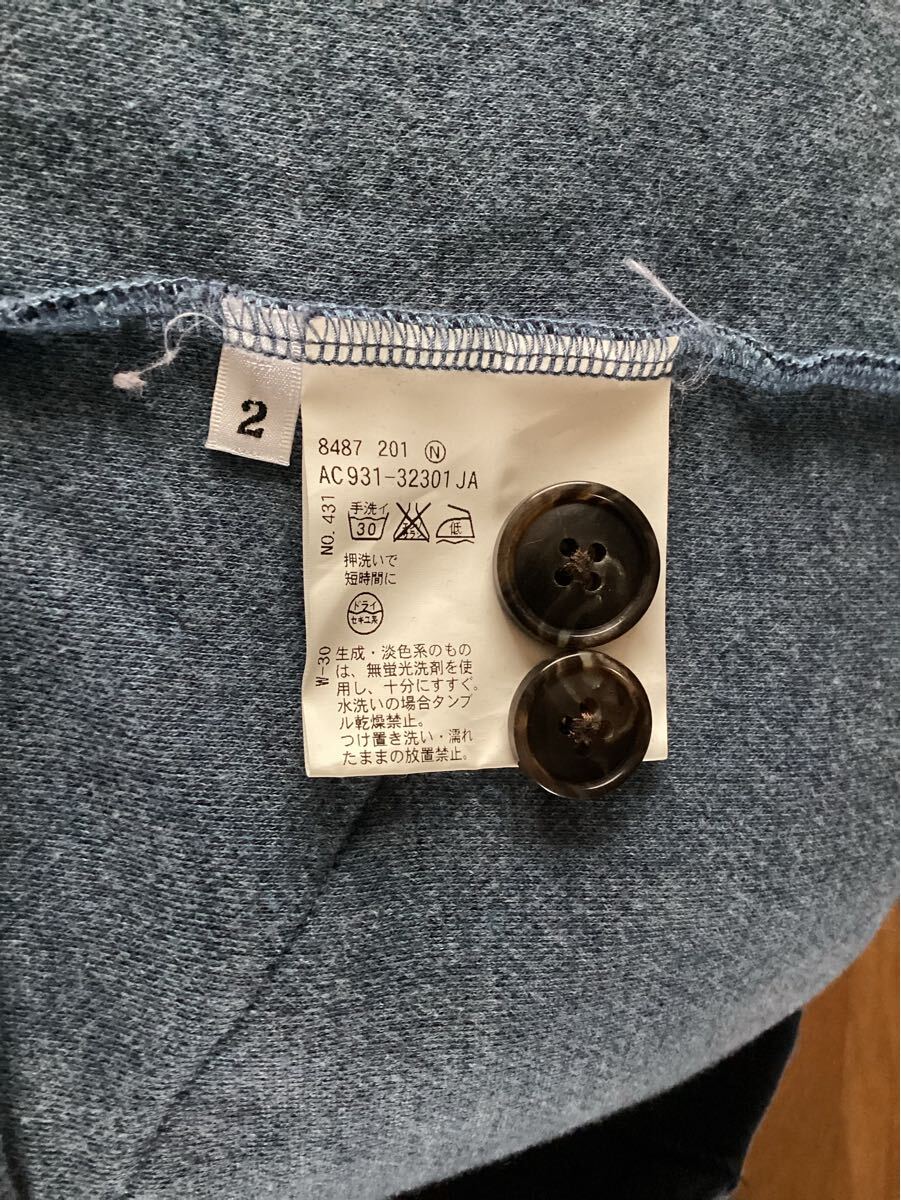 2
8487 201 Ⓝ
AC931-32301JA
NO. 431
手洗イ
30
低
押洗いで
短時間に
ドライ
セキユ系
W-30
生成・淡色系のもの
は、無蛍光洗剤を使
用し、十分にすすぐ。
水洗いの場合タンブ
ル乾燥禁止。
つけ置き洗い・濡れ
たままの放置禁止。